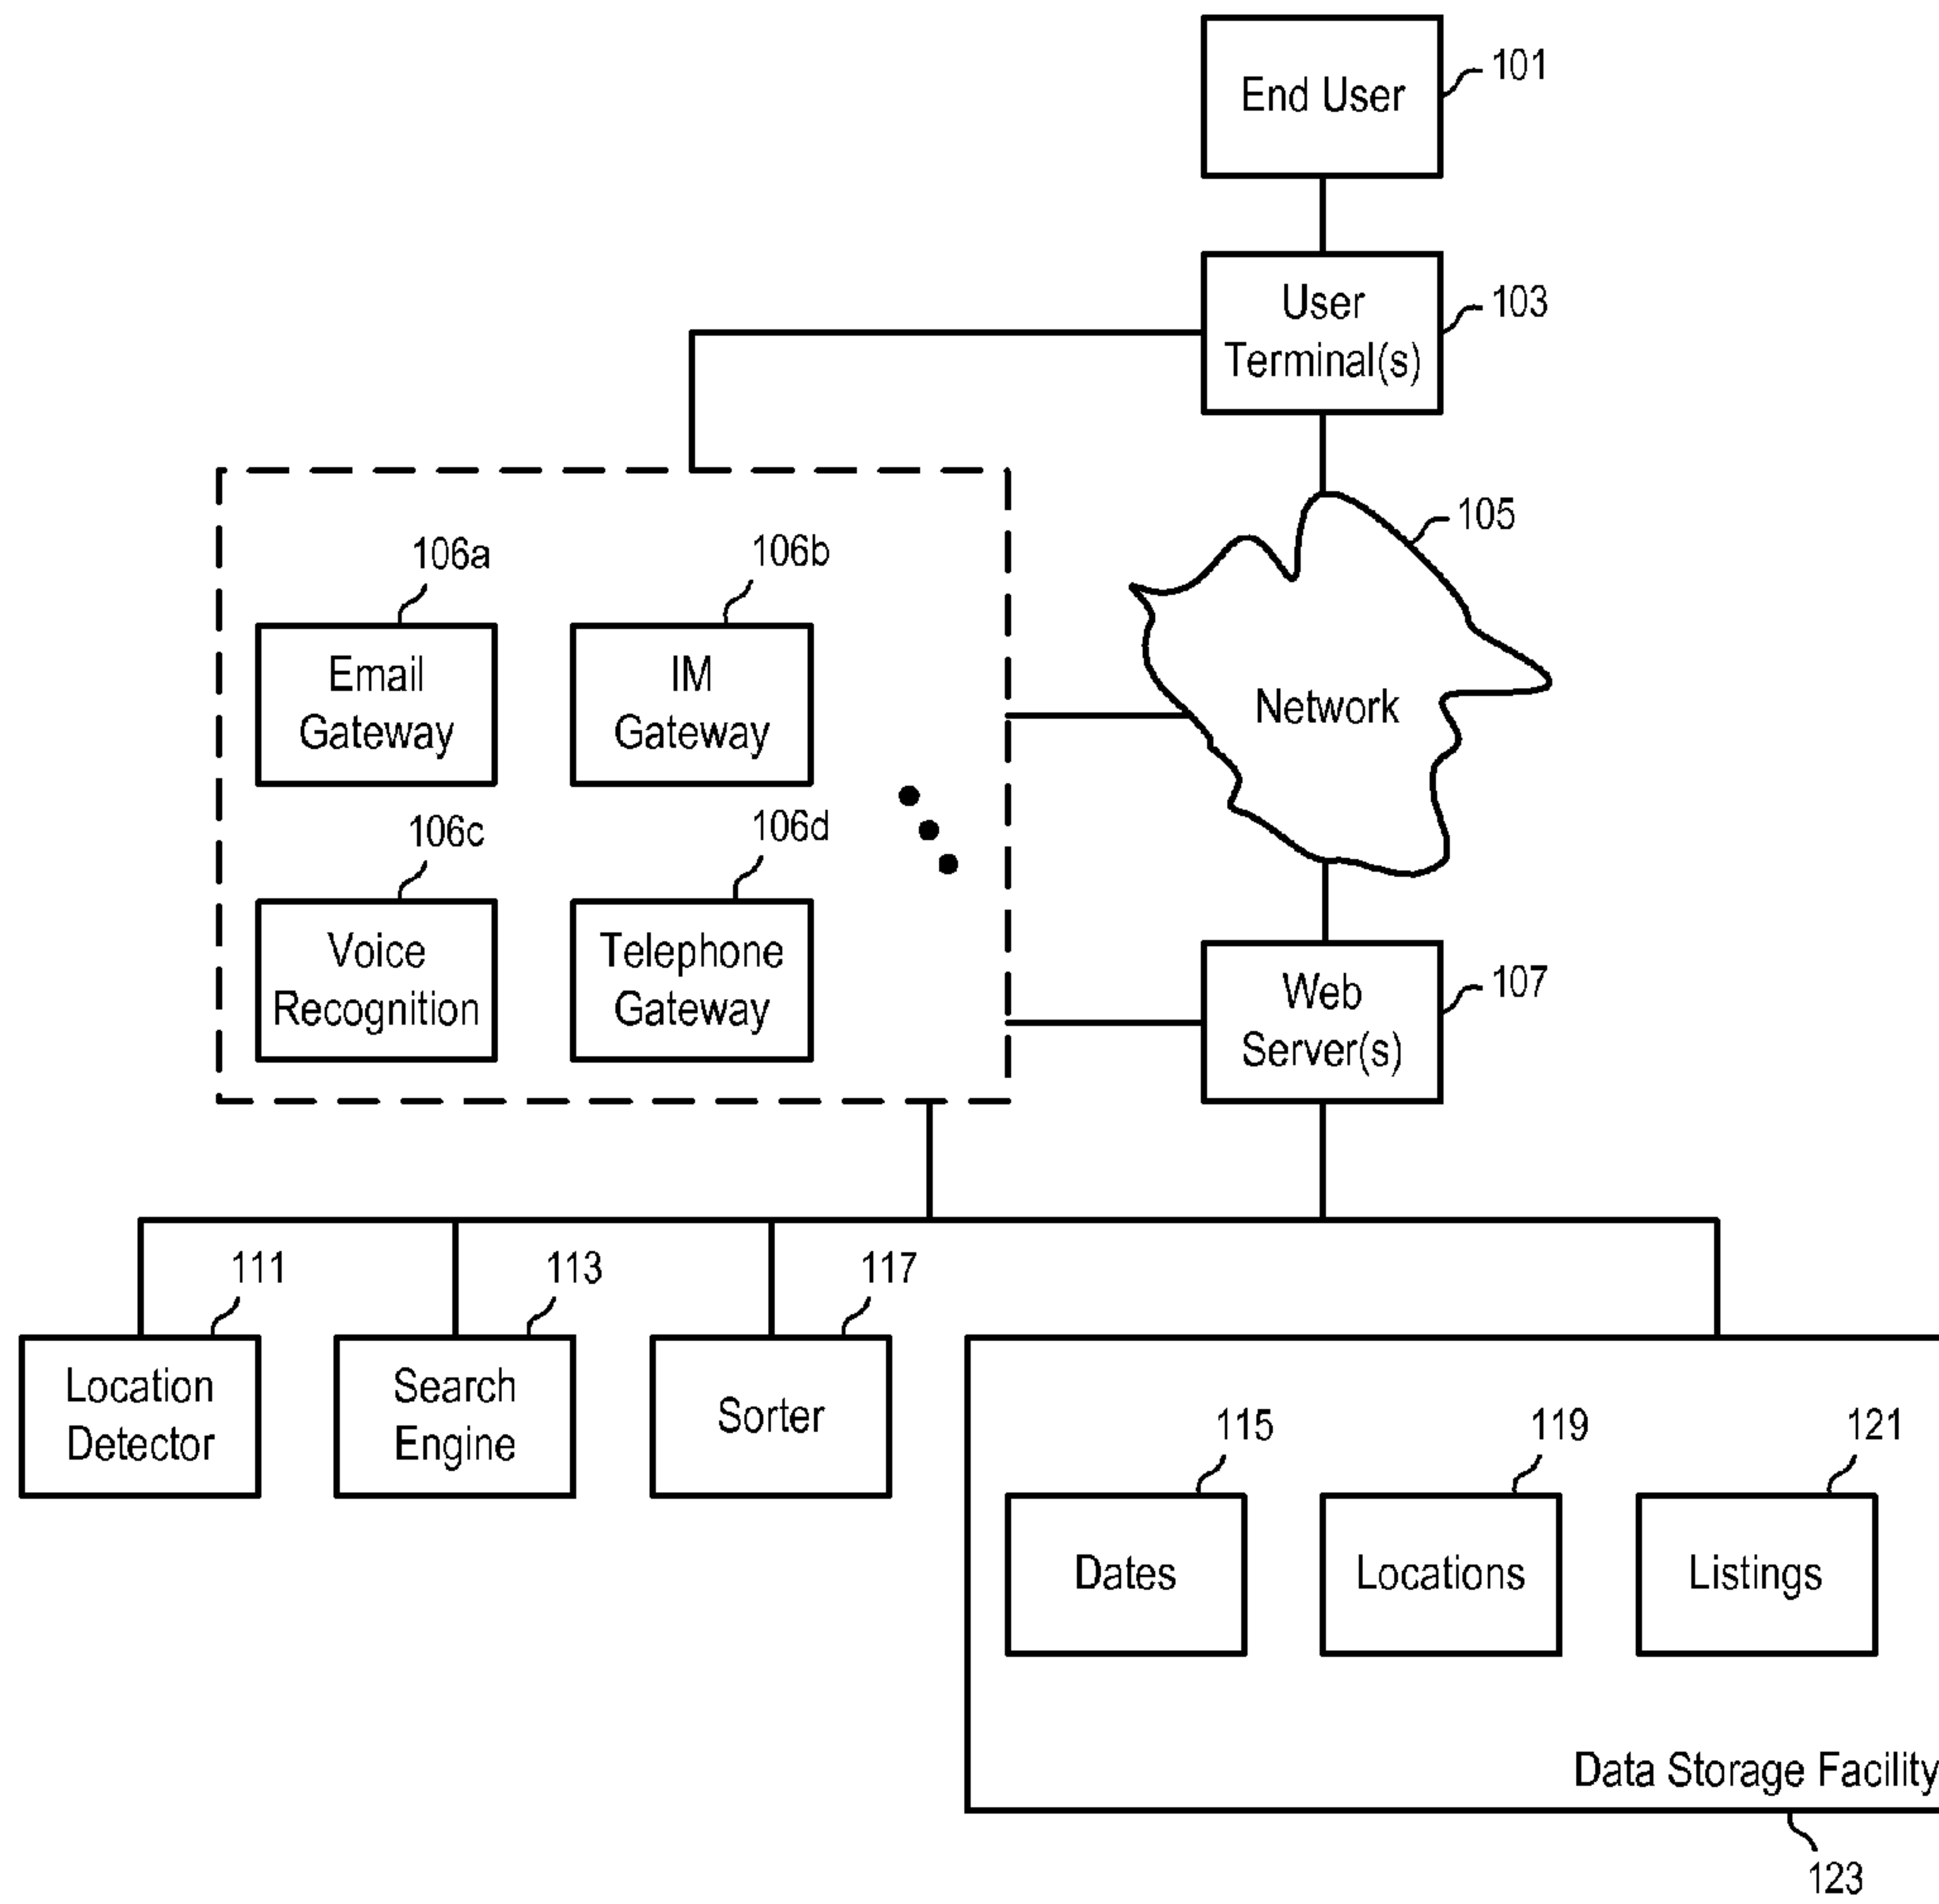 End User
101
User
Terminal(s)
103
105
Network
106a
106b
Email
Gateway
IM
Gateway
106c
106d
Voice
Recognition
Telephone
Gateway
Web
Server(s)
107
111
113
117
Location
Detector
Search
Engine
Sorter
115
119
121
Dates
Locations
Listings
Data Storage Facility
123